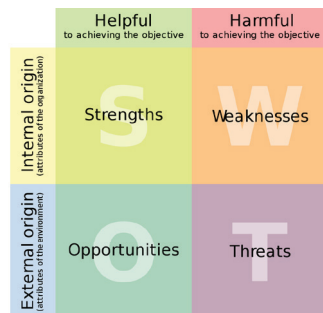 Helpful
to achieving the objective
Harmful
to achieving the objective
Internal origin
(attributes of the organization)
S
Strengths
W
Weaknesses
External origin
(attributes of the environment)
O
Opportunities
T
Threats